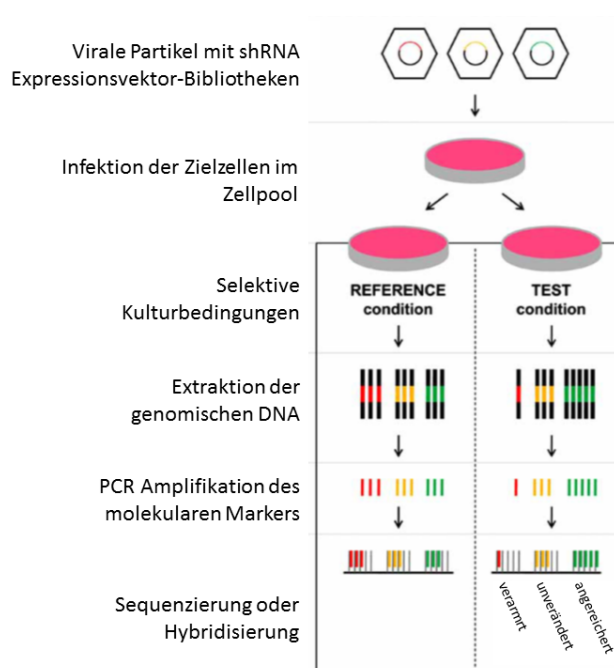 Virale Partikel mit shRNA
Expressionsvektor-Bibliotheken
Infektion der Zielzellen im
Zellpool
Selektive
Kulturbedingungen
REFERENCE
condition
TEST
condition
Extraktion der
genomischen DNA
PCR Amplifikation des
molekularen Markers
Sequenzierung oder
Hybridisierung
verarmt
unverändert
angereichert